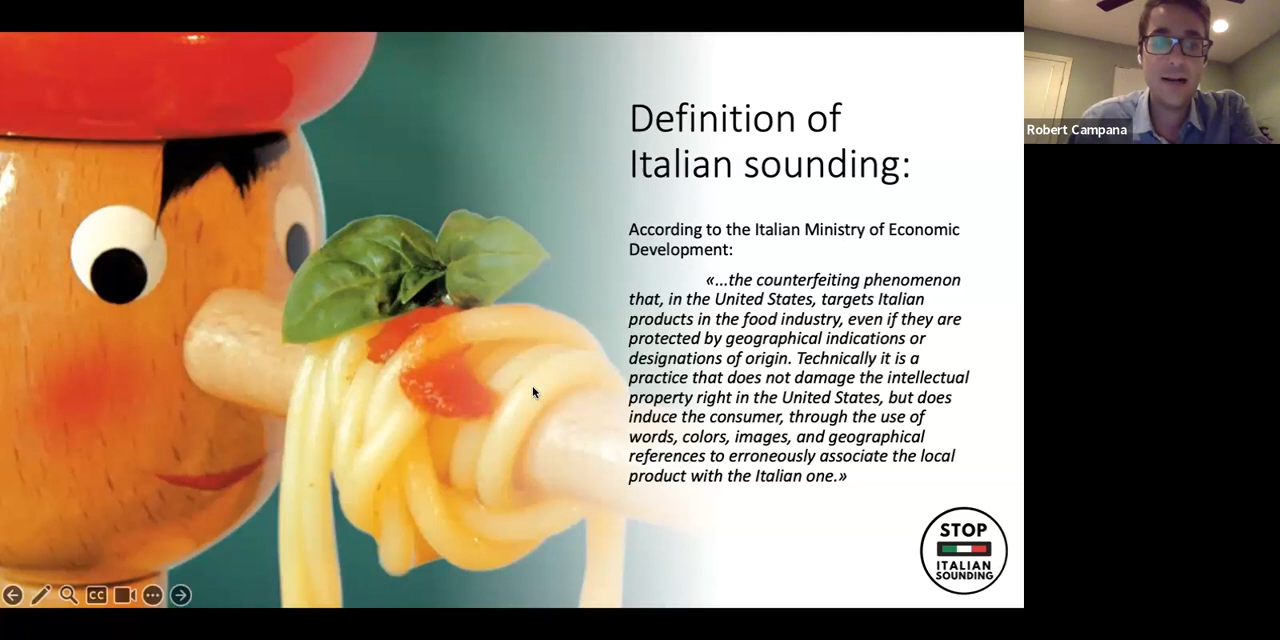 Definition of
Italian sounding:
According to the Italian Ministry of Economic
Development:
«...the counterfeiting phenomenon
that, in the United States, targets Italian
products in the food industry, even if they are
protected by geographical indications or
designations of origin. Technically it is a
practice that does not damage the intellectual
property right in the United States, but does
induce the consumer, through the use of
words, colors, images, and geographical
references to erroneously associate the local
product with the Italian one.»
STOP
ITALIAN
SOUNDING
CC
Robert Campana